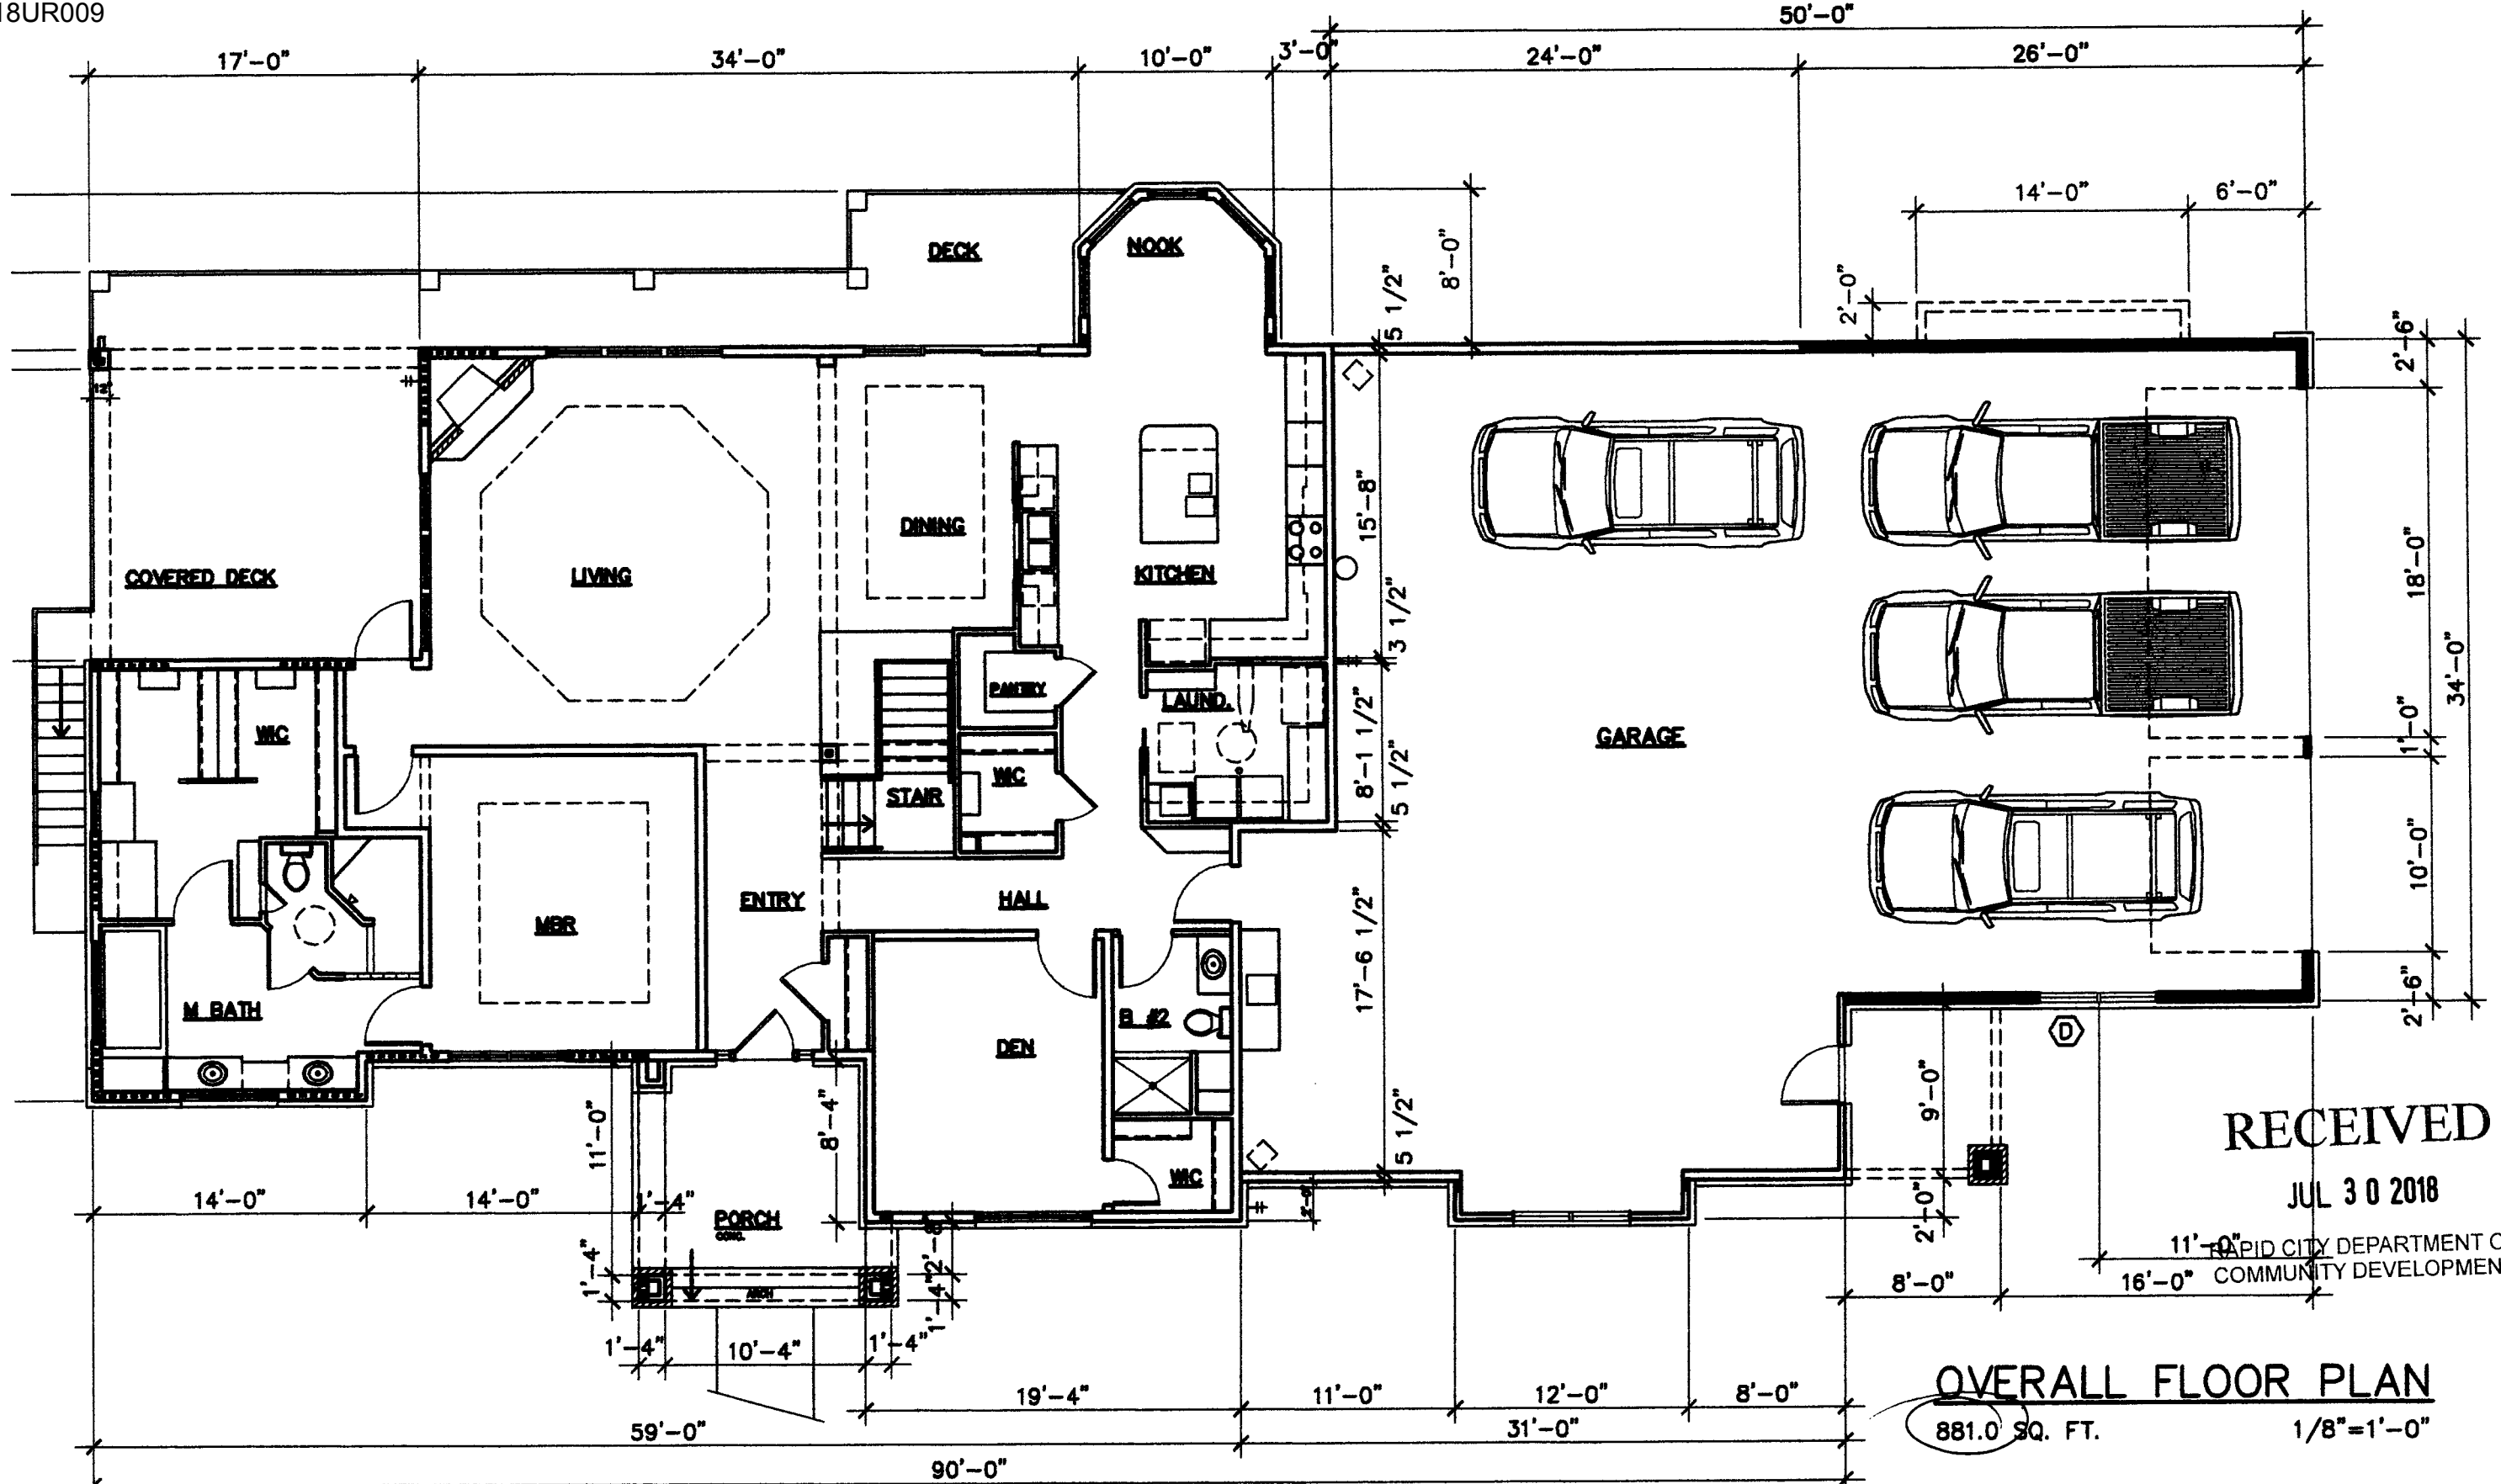 18UR009
50'-0"
17'-0"
34'-0"
10'-0"
3'-0"
24'-0"
26'-0"
14'-0"
6'-0"
8'-0"
5 1/2"
2'-0"
2'-6"
DECK
NOOK
12"
COVERED DECK
LIVING
DINING
KITCHEN
15'-8"
18'-0"
3 1/2"
34'-0"
PANTRY
LAUND.
WIC
WIC
STAIR
8'-1 1/2"
5 1/2"
GARAGE
1'-0"
10'-0"
ENTRY
HALL
MBR
17'-6 1/2"
2'-6"
M BATH
B #2
DEN
D
9'-0"
11'-0"
8'-4"
5 1/2"
WIC
2'-0"
2'-0"
RECEIVED
JUL 30 2018
14'-0"
14'-0"
1'-4"
PORCH
CONC.
ARCH
1'-4"
1'-4"
11'-0"
RAPID CITY DEPARTMENT O
COMMUNITY DEVELOPMEN
8'-0"
16'-0"
1'-4"
10'-4"
1'-4"
19'-4"
11'-0"
12'-0"
8'-0"
59'-0"
31'-0"
90'-0"
OVERALL FLOOR PLAN
881.0 SQ. FT.
1/8"=1'-0"